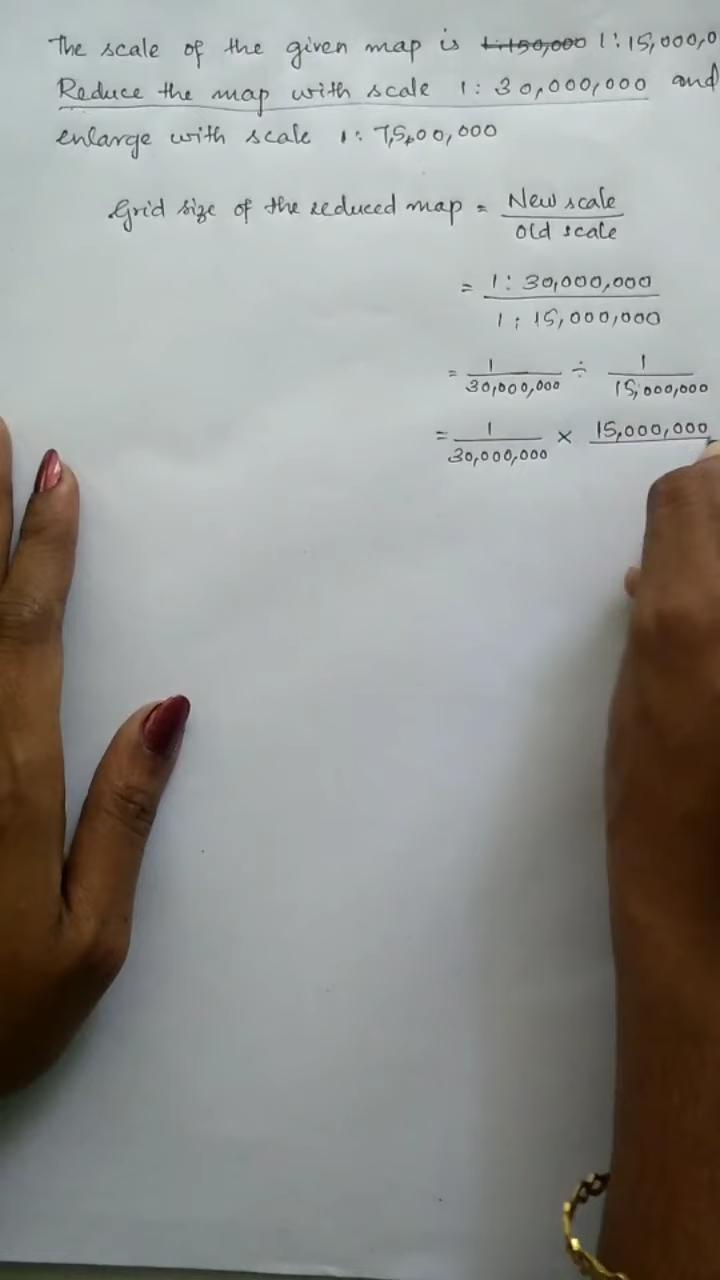 The scale of the given map is 1:150,000 1:15,000,0
Reduce the map with scale 1:30,000,000 and
enlarge with scale 1:7,500,000
Grid size of the reduced map = New scale / Old scale
= 1:30,000,000 / 1:15,000,000
= 1/30,000,000 ÷ 1/15,000,000
= 1/30,000,000 × 15,000,000